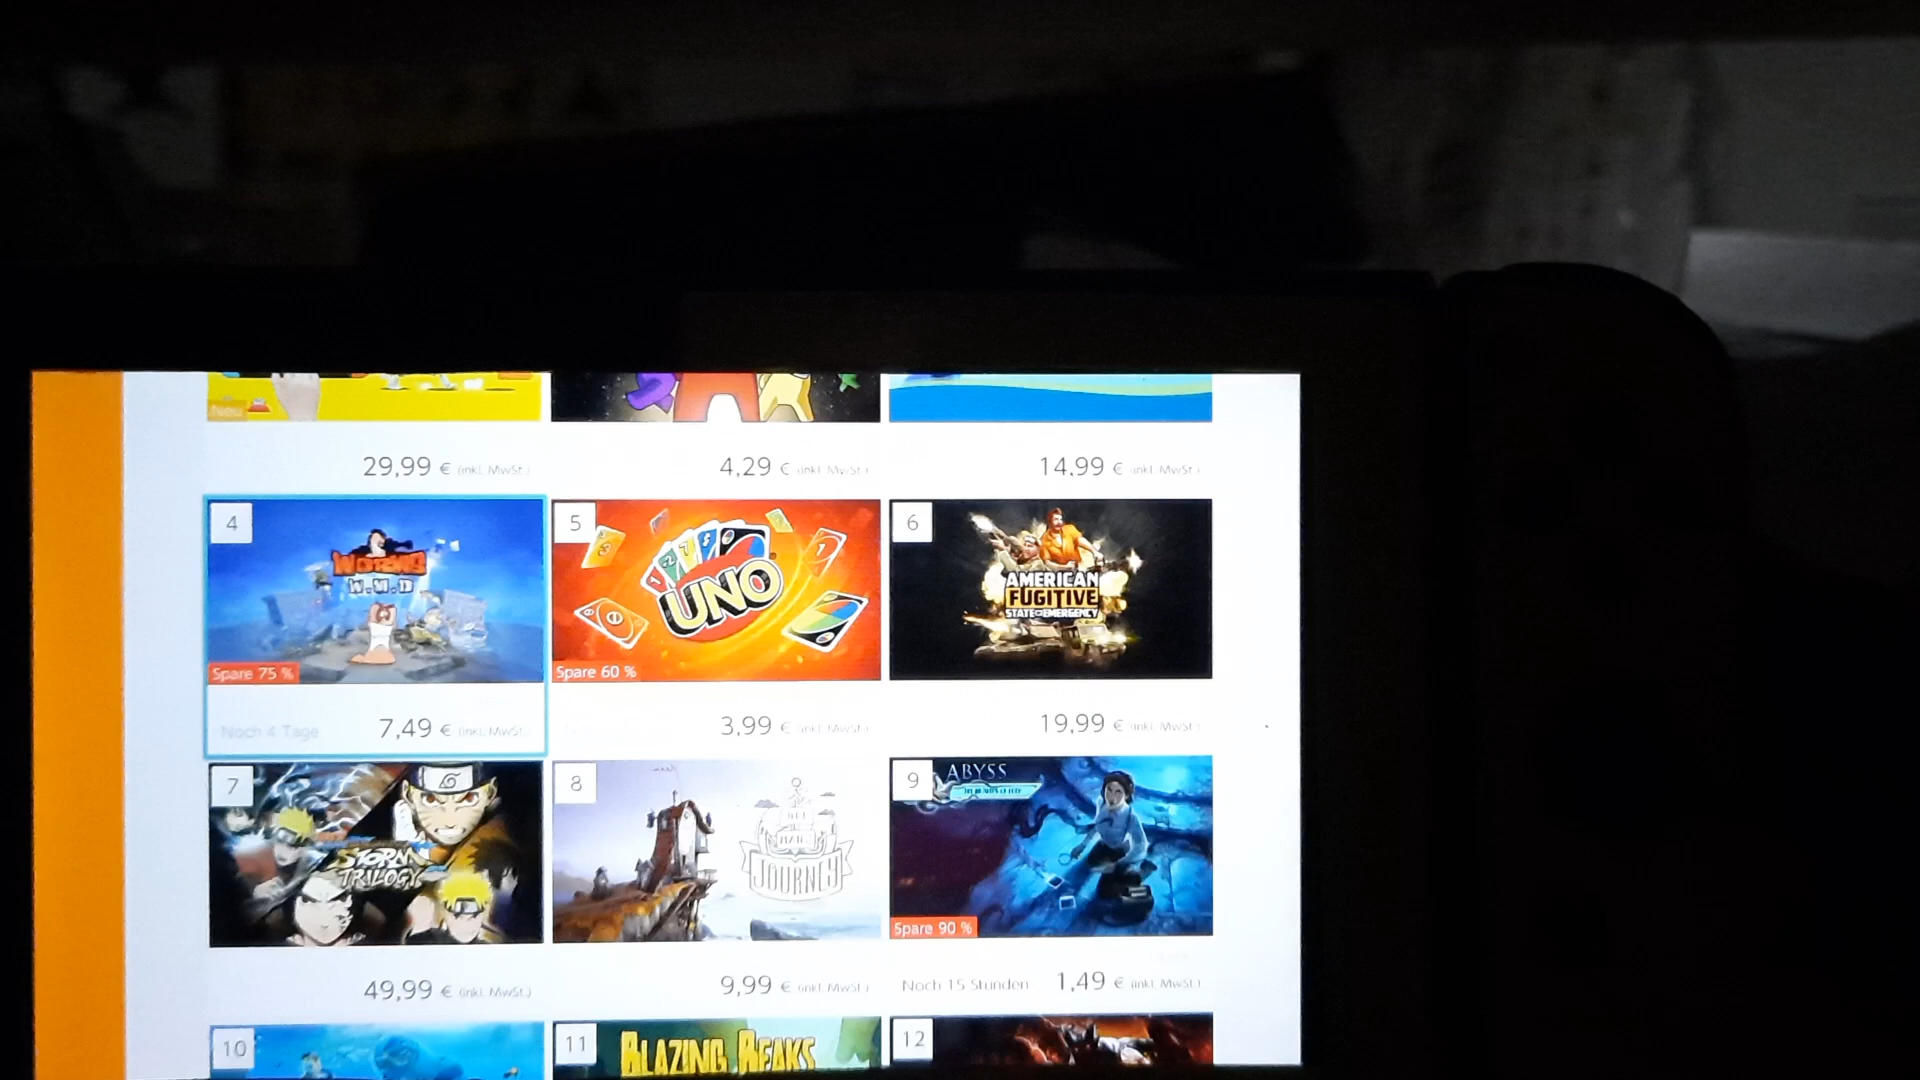 Neu
29,99 € (inkl. MwSt.)
4,29 € (inkl. MwSt.)
14,99 € (inkl. MwSt.)
4
WORMS
W.M.D
Spare 75 %
Noch 4 Tage
7,49 € (inkl. MwSt.)
5
UNO
Spare 60 %
3,99 € (inkl. MwSt.)
6
AMERICAN
FUGITIVE
STATE OF EMERGENCY
19,99 € (inkl. MwSt.)
7
STORM
TRILOGY
49,99 € (inkl. MwSt.)
8
JOURNEY
9,99 € (inkl. MwSt.)
9
ABYSS
Spare 90 %
Noch 15 Stunden
1,49 € (inkl. MwSt.)
10
11
BLAZING BEAKS
12